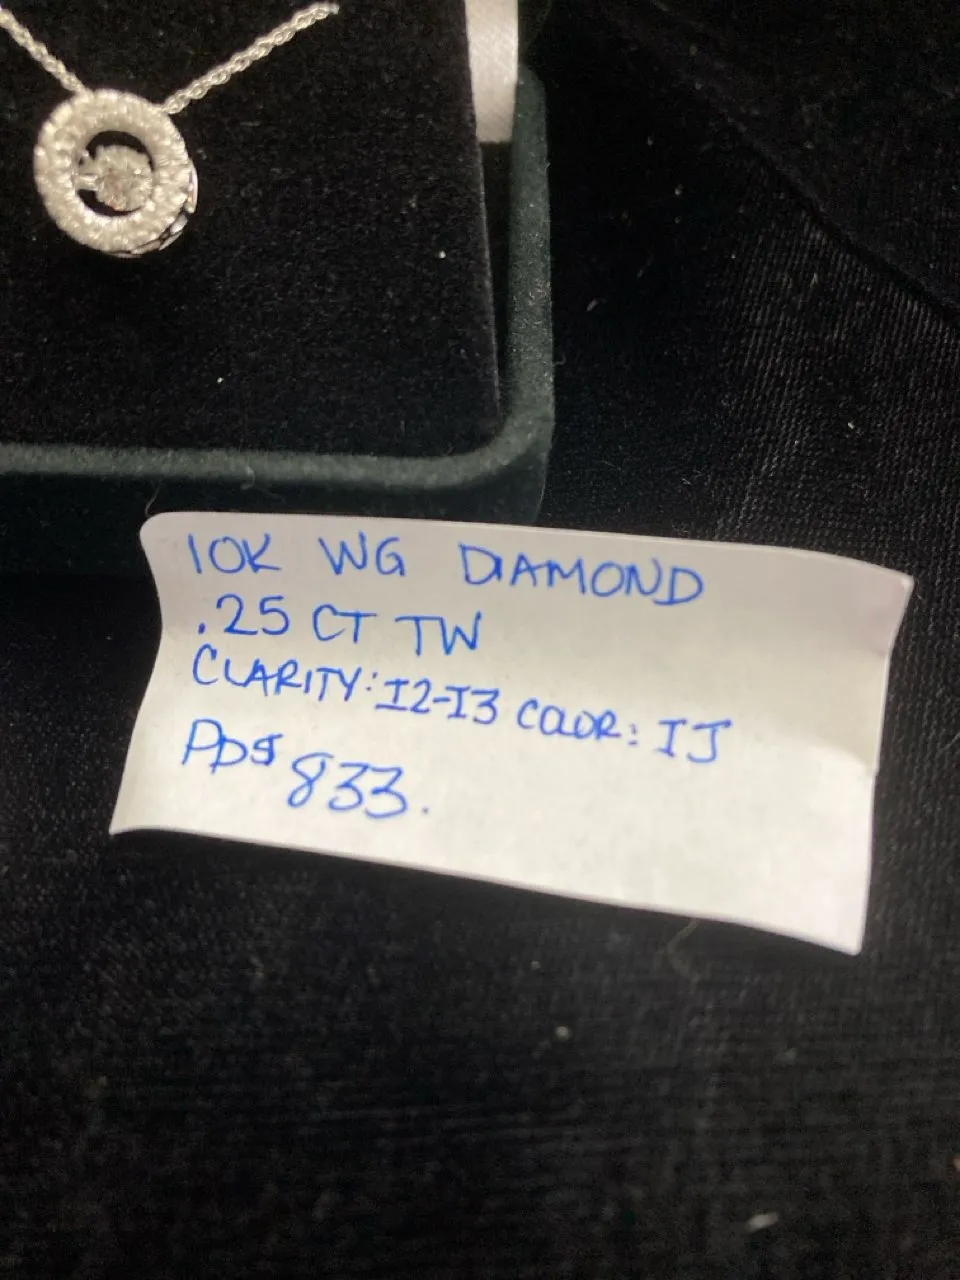 10K WG DIAMOND
.25 CT TW
CLARITY: I2-I3 COLOR: IJ
PD$ 833.